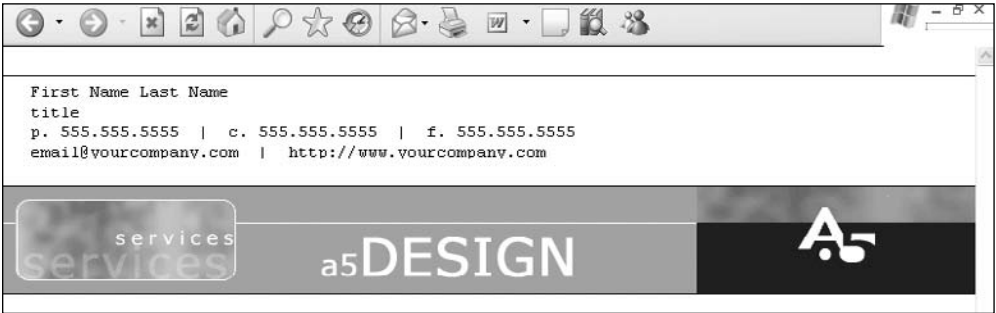 First Name Last Name
title
p. 555.555.5555 | c. 555.555.5555 | f. 555.555.5555
email@yourcompany.com | http://www.yourcompany.com
services
services
a5DESIGN
A5